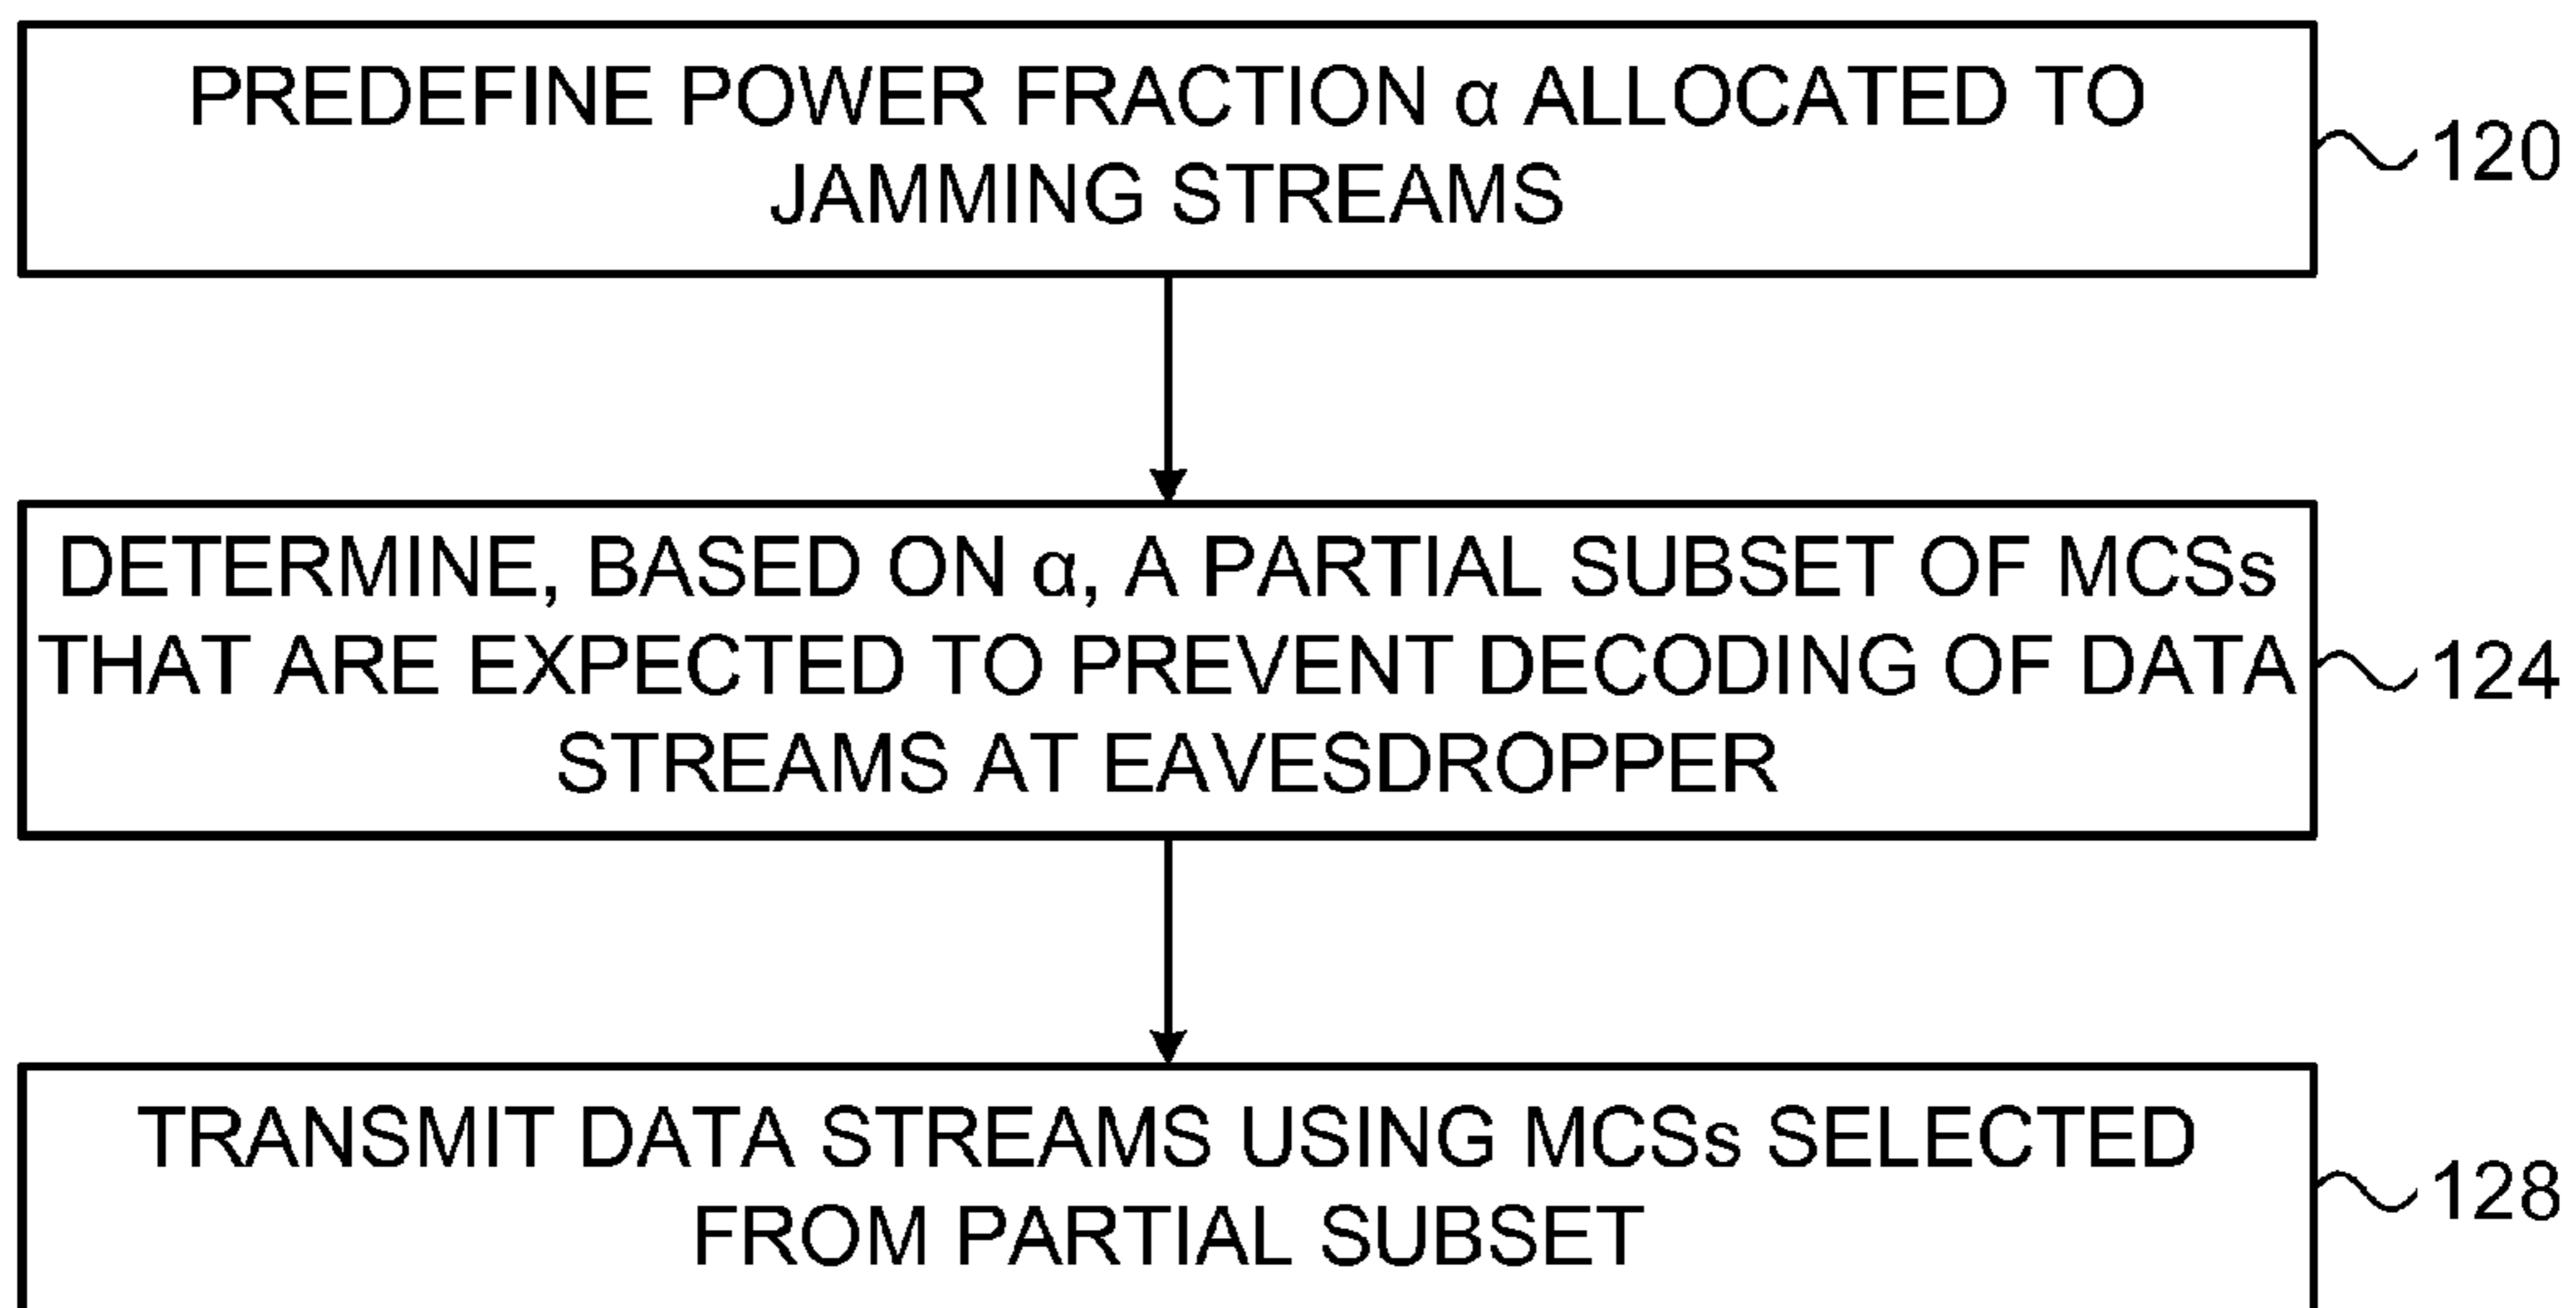 PREDEFINE POWER FRACTION α ALLOCATED TO
JAMMING STREAMS
120
DETERMINE, BASED ON α, A PARTIAL SUBSET OF MCSs
THAT ARE EXPECTED TO PREVENT DECODING OF DATA
STREAMS AT EAVESDROPPER
124
TRANSMIT DATA STREAMS USING MCSs SELECTED
FROM PARTIAL SUBSET
128